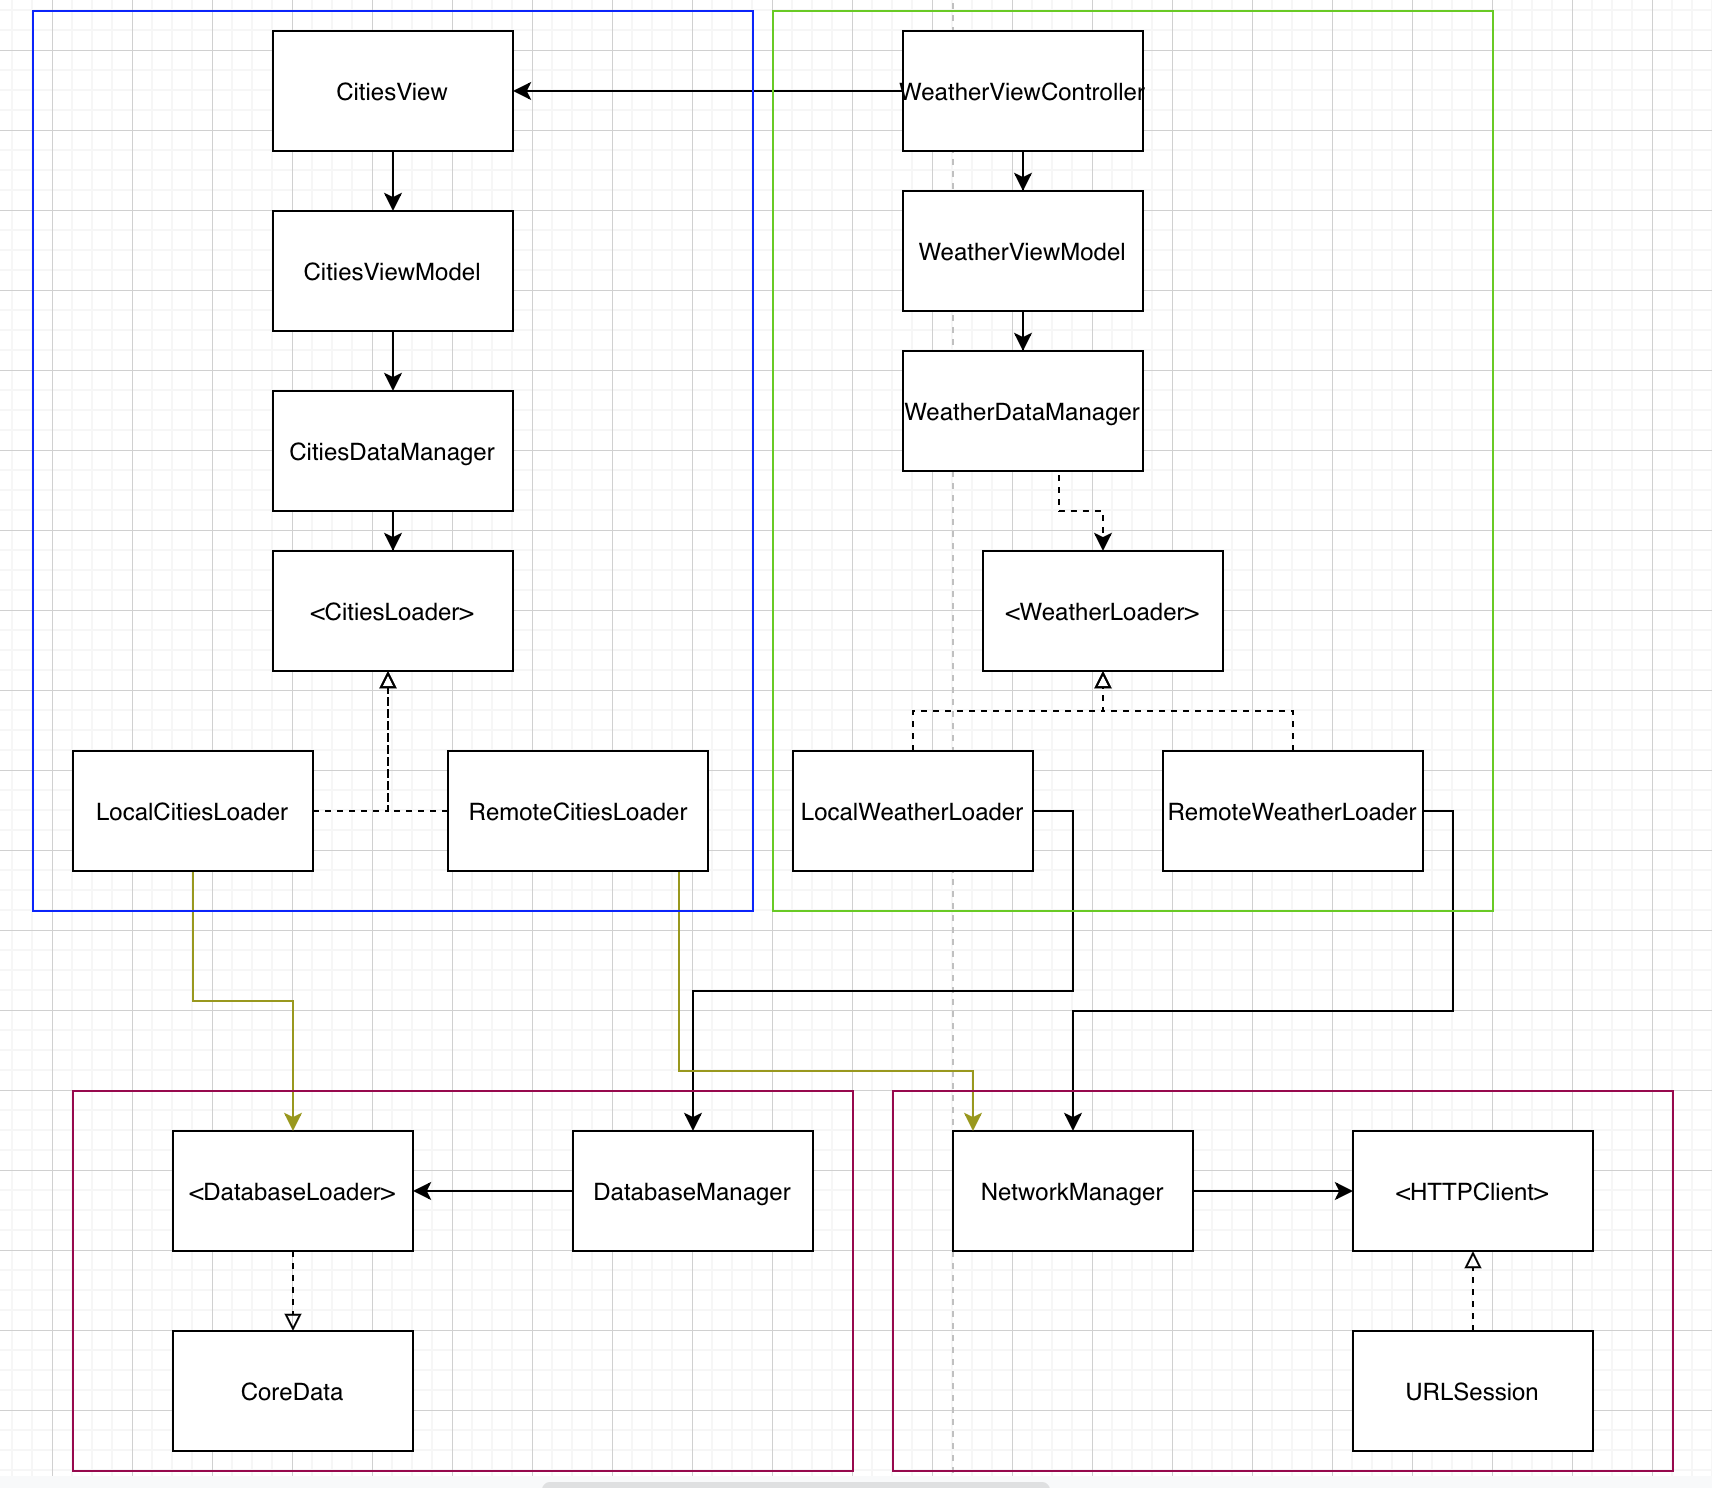 CitiesView
WeatherViewController
CitiesViewModel
WeatherViewModel
CitiesDataManager
WeatherDataManager
<CitiesLoader>
<WeatherLoader>
LocalCitiesLoader
RemoteCitiesLoader
LocalWeatherLoader
RemoteWeatherLoader
<DatabaseLoader>
DatabaseManager
NetworkManager
<HTTPClient>
CoreData
URLSession